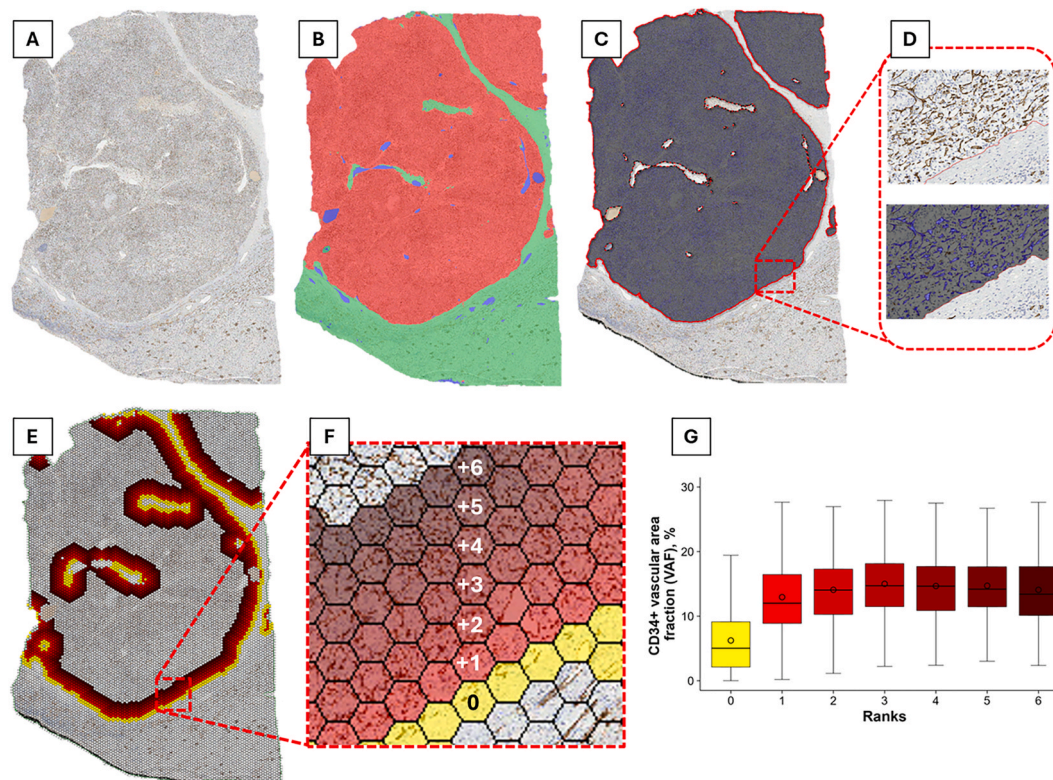 A
B
C
D
E
F
+6
+5
+4
+3
+2
+1
0
G
CD34+ vascular area
fraction (VAF), %
30
20
10
0
0 1 2 3 4 5 6
Ranks